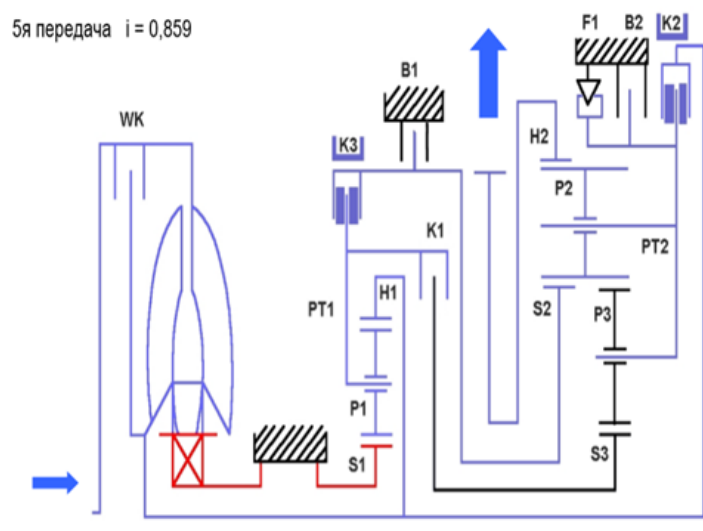 5я передача i = 0,859
F1
B2
K2
B1
WK
K3
H2
P2
K1
PT2
H1
PT1
S2
P3
P1
S1
S3